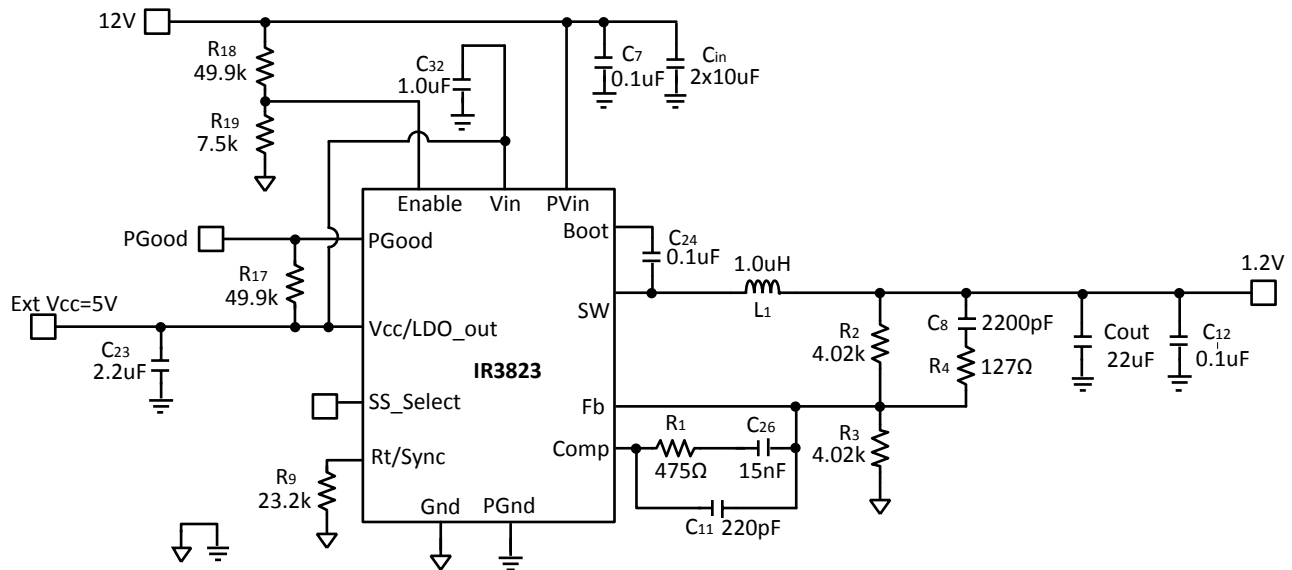 12V
R18
49.9k
C32
1.0uF
C7
0.1uF
Cin
2x10uF
R19
7.5k
Enable
Vin
PVin
Boot
PGood
PGood
C24
0.1uF
R17
49.9k
1.0uH
L1
1.2V
SW
Ext Vcc=5V
Vcc/LDO_out
C23
2.2uF
R2
4.02k
C8
2200pF
R4
127Ω
Cout
22uF
C12
0.1uF
IR3823
SS_Select
Fb
R1
475Ω
C26
15nF
R3
4.02k
Comp
Rt/Sync
R9
23.2k
Gnd
PGnd
C11
220pF